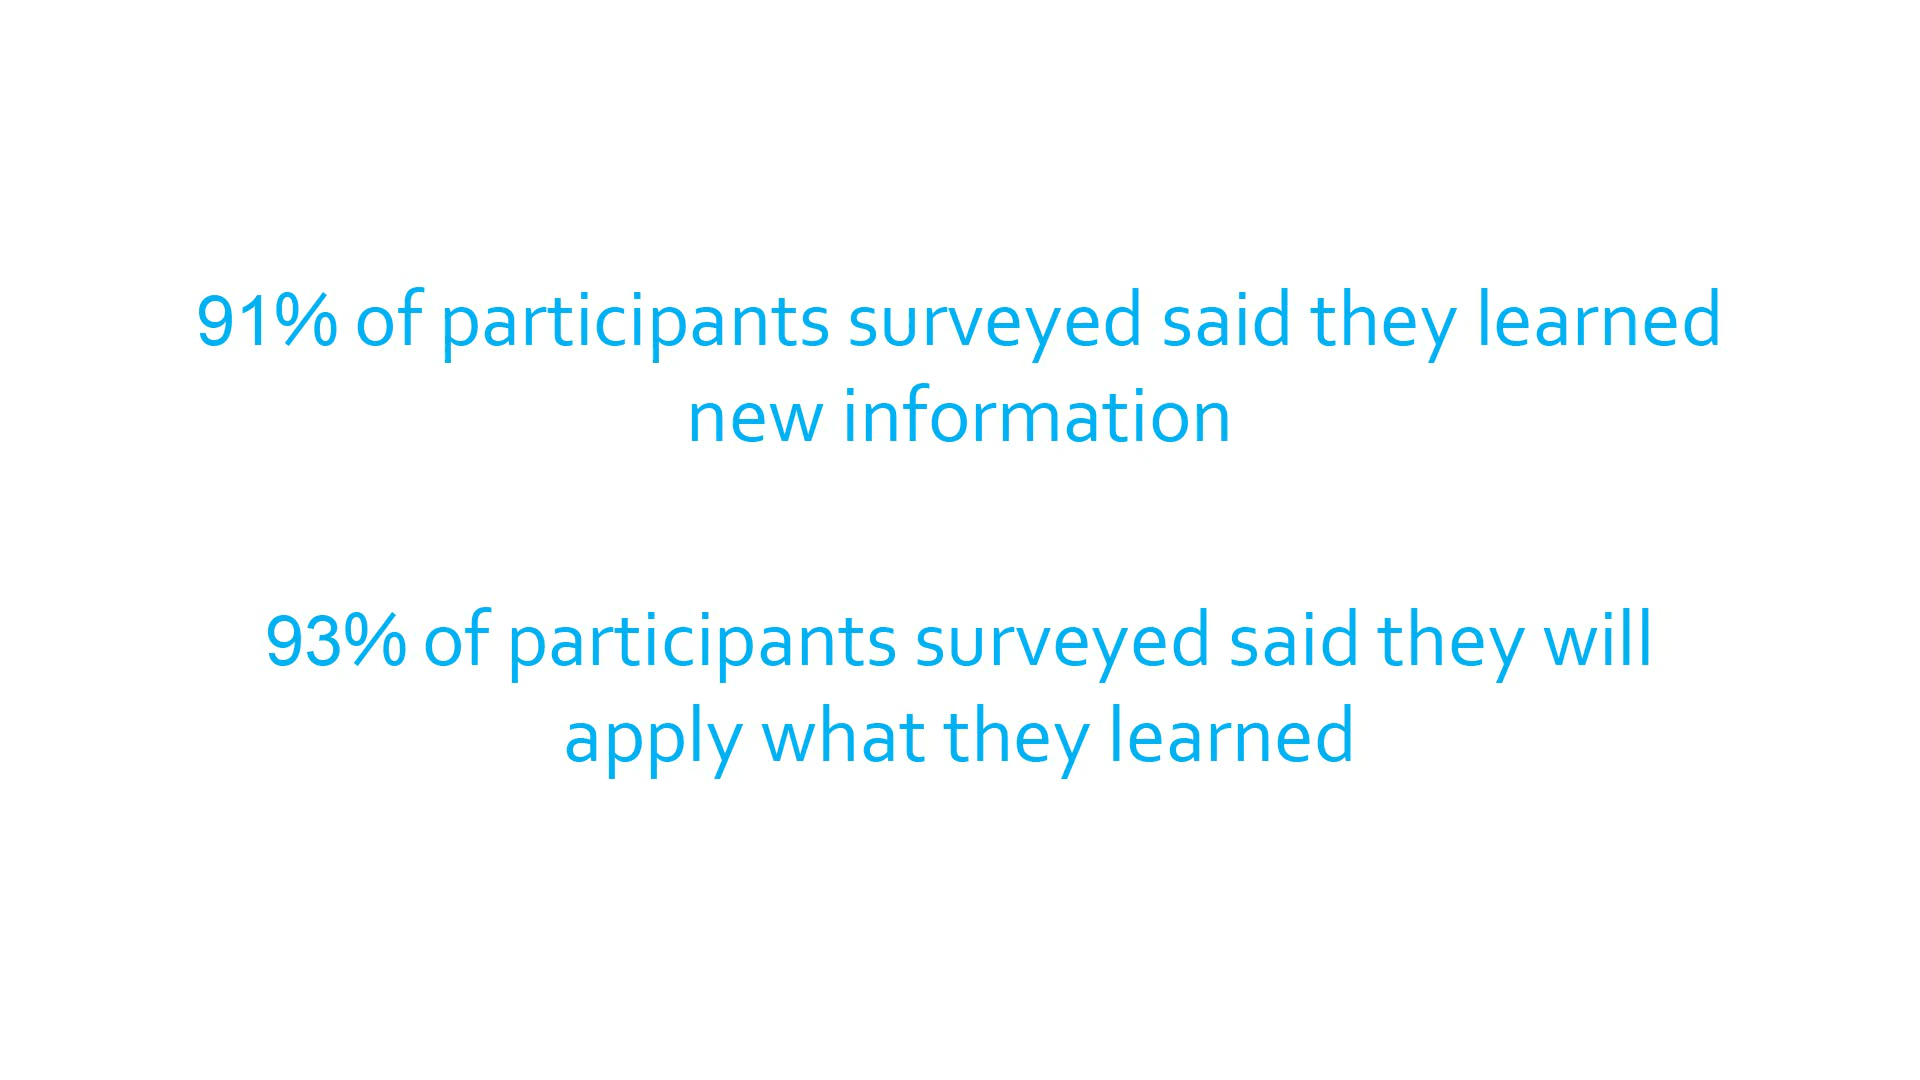 91% of participants surveyed said they learned
new information
93% of participants surveyed said they will
apply what they learned